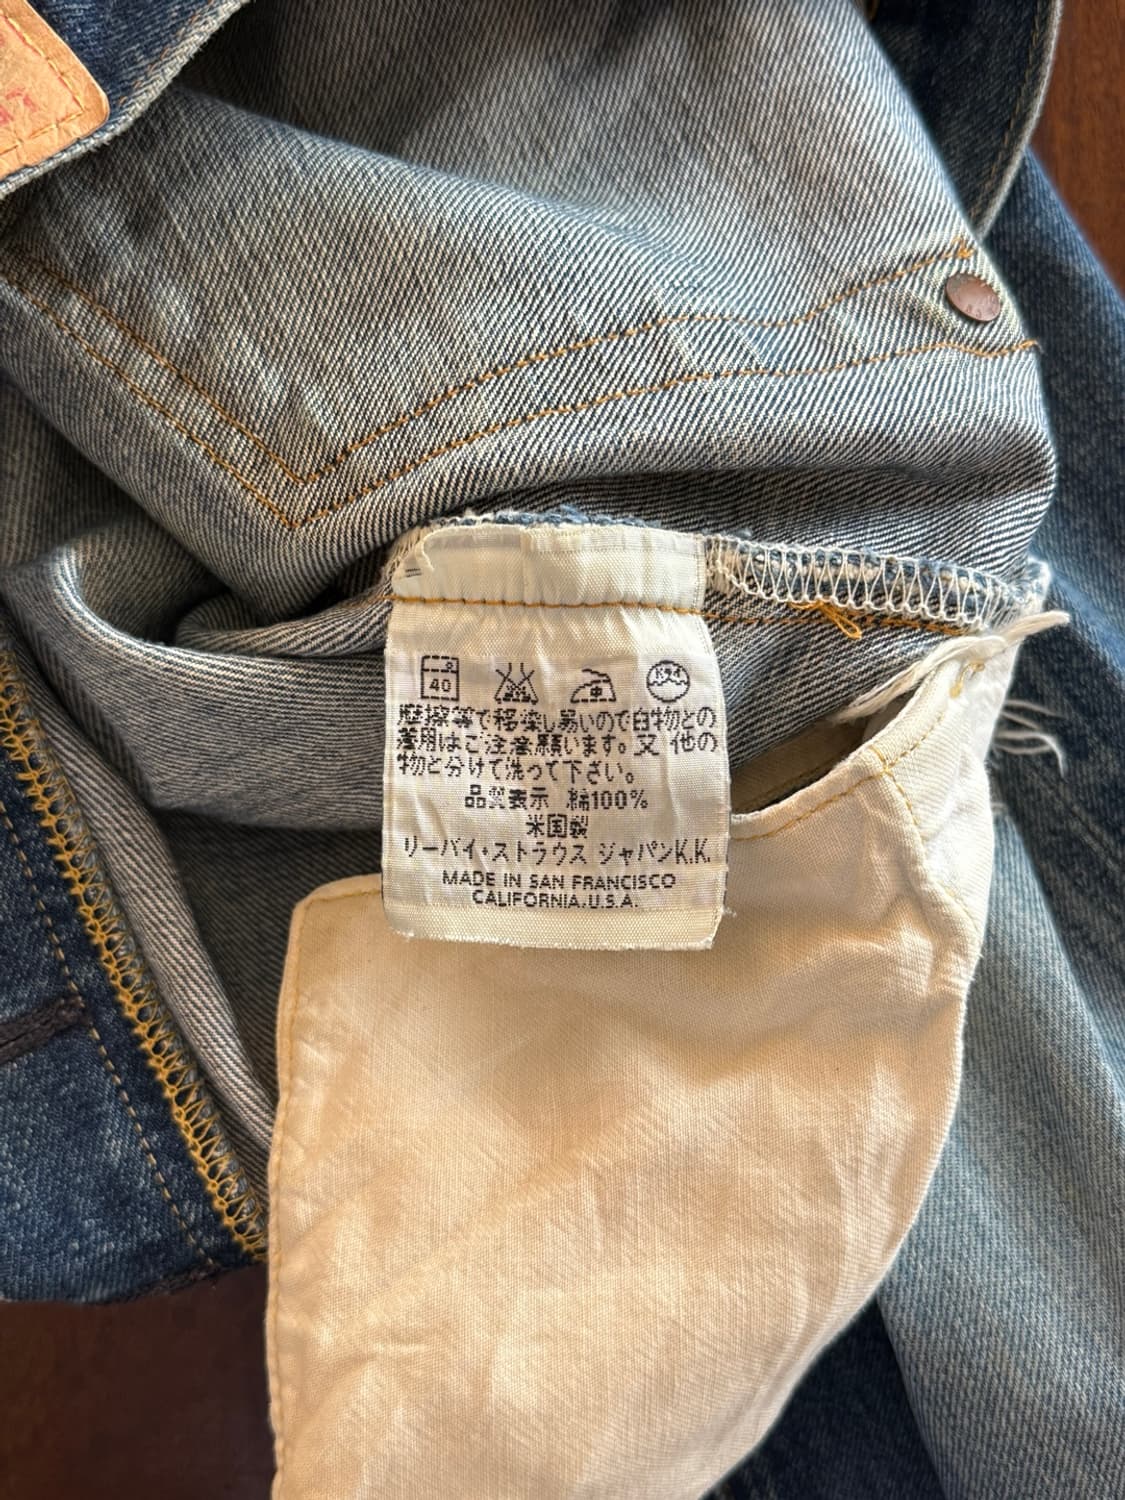 40
摩擦等で移染し易いので白物との
着用はご注意願います。又 他の
物と分けて洗って下さい。
品質表示 綿100%
米国製
リーバイ・ストラウス ジャパンK.K.
MADE IN SAN FRANCISCO
CALIFORNIA.U.S.A.